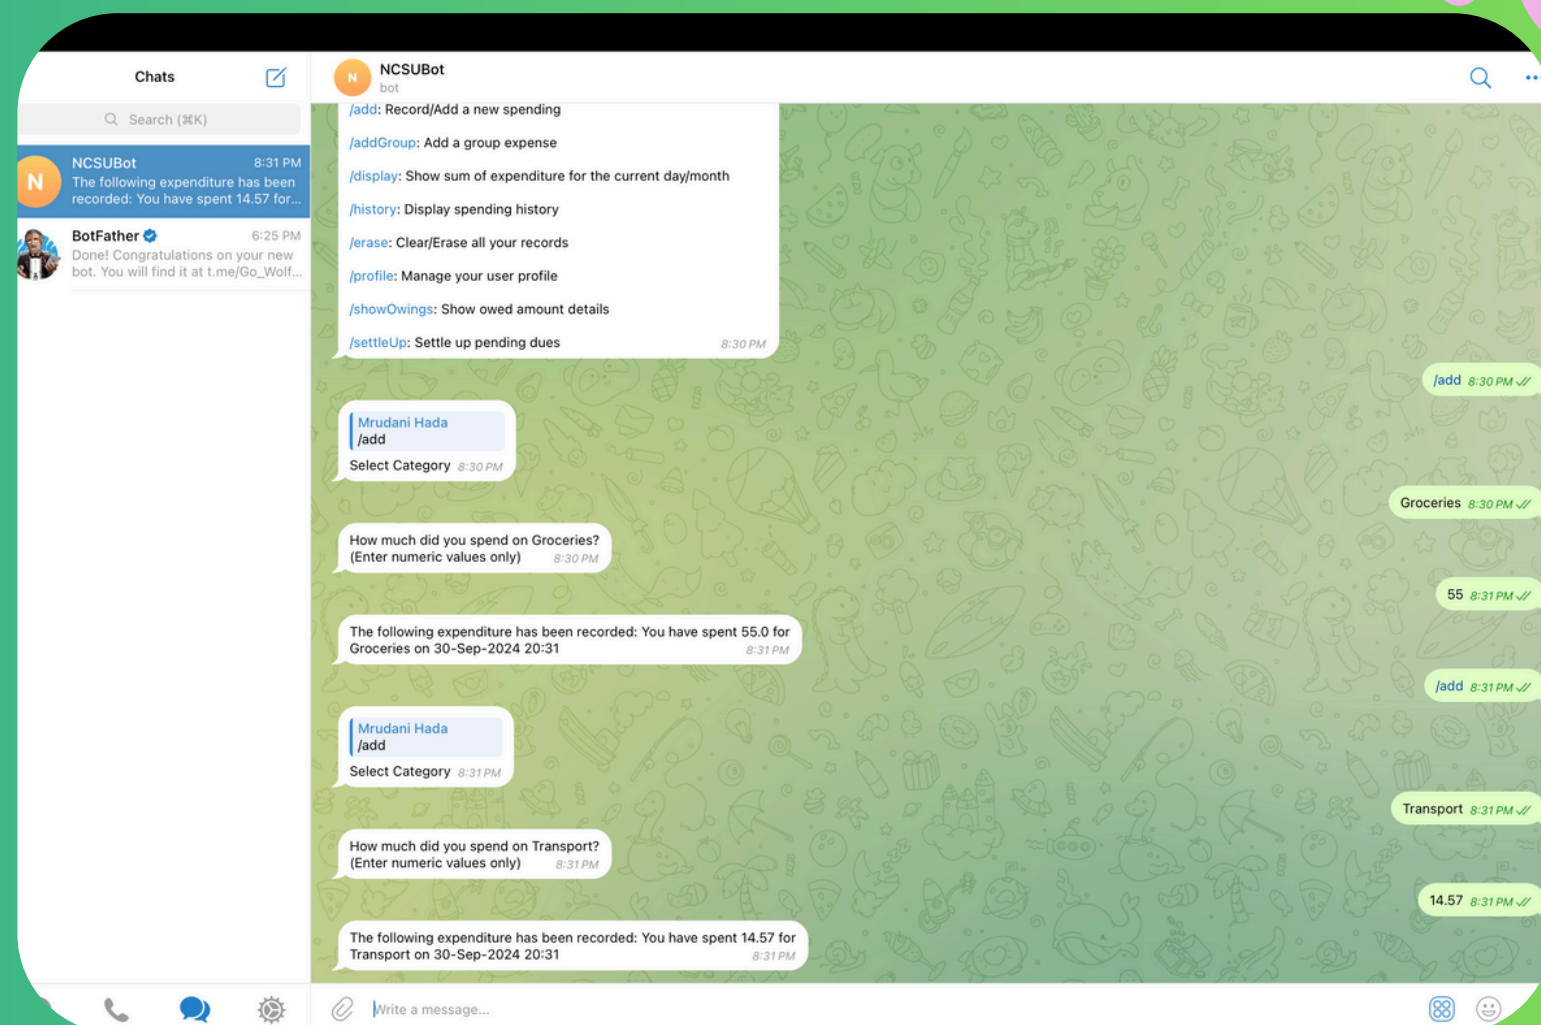 Chats
Search (⌘K)
N
NCSUBot
8:31 PM
The following expenditure has been
recorded: You have spent 14.57 for...
BotFather
6:25 PM
Done! Congratulations on your new
bot. You will find it at t.me/Go_Wolf...
N
NCSUBot
bot
/add: Record/Add a new spending
/addGroup: Add a group expense
/display: Show sum of expenditure for the current day/month
/history: Display spending history
/erase: Clear/Erase all your records
/profile: Manage your user profile
/showOwings: Show owed amount details
/settleUp: Settle up pending dues
8:30 PM
/add 8:30 PM
Mrudani Hada
/add
Select Category 8:30 PM
Groceries 8:30 PM
How much did you spend on Groceries?
(Enter numeric values only) 8:30 PM
55 8:31 PM
The following expenditure has been recorded: You have spent 55.0 for
Groceries on 30-Sep-2024 20:31 8:31 PM
/add 8:31 PM
Mrudani Hada
/add
Select Category 8:31 PM
Transport 8:31 PM
How much did you spend on Transport?
(Enter numeric values only) 8:31 PM
14.57 8:31 PM
The following expenditure has been recorded: You have spent 14.57 for
Transport on 30-Sep-2024 20:31 8:31 PM
Write a message...